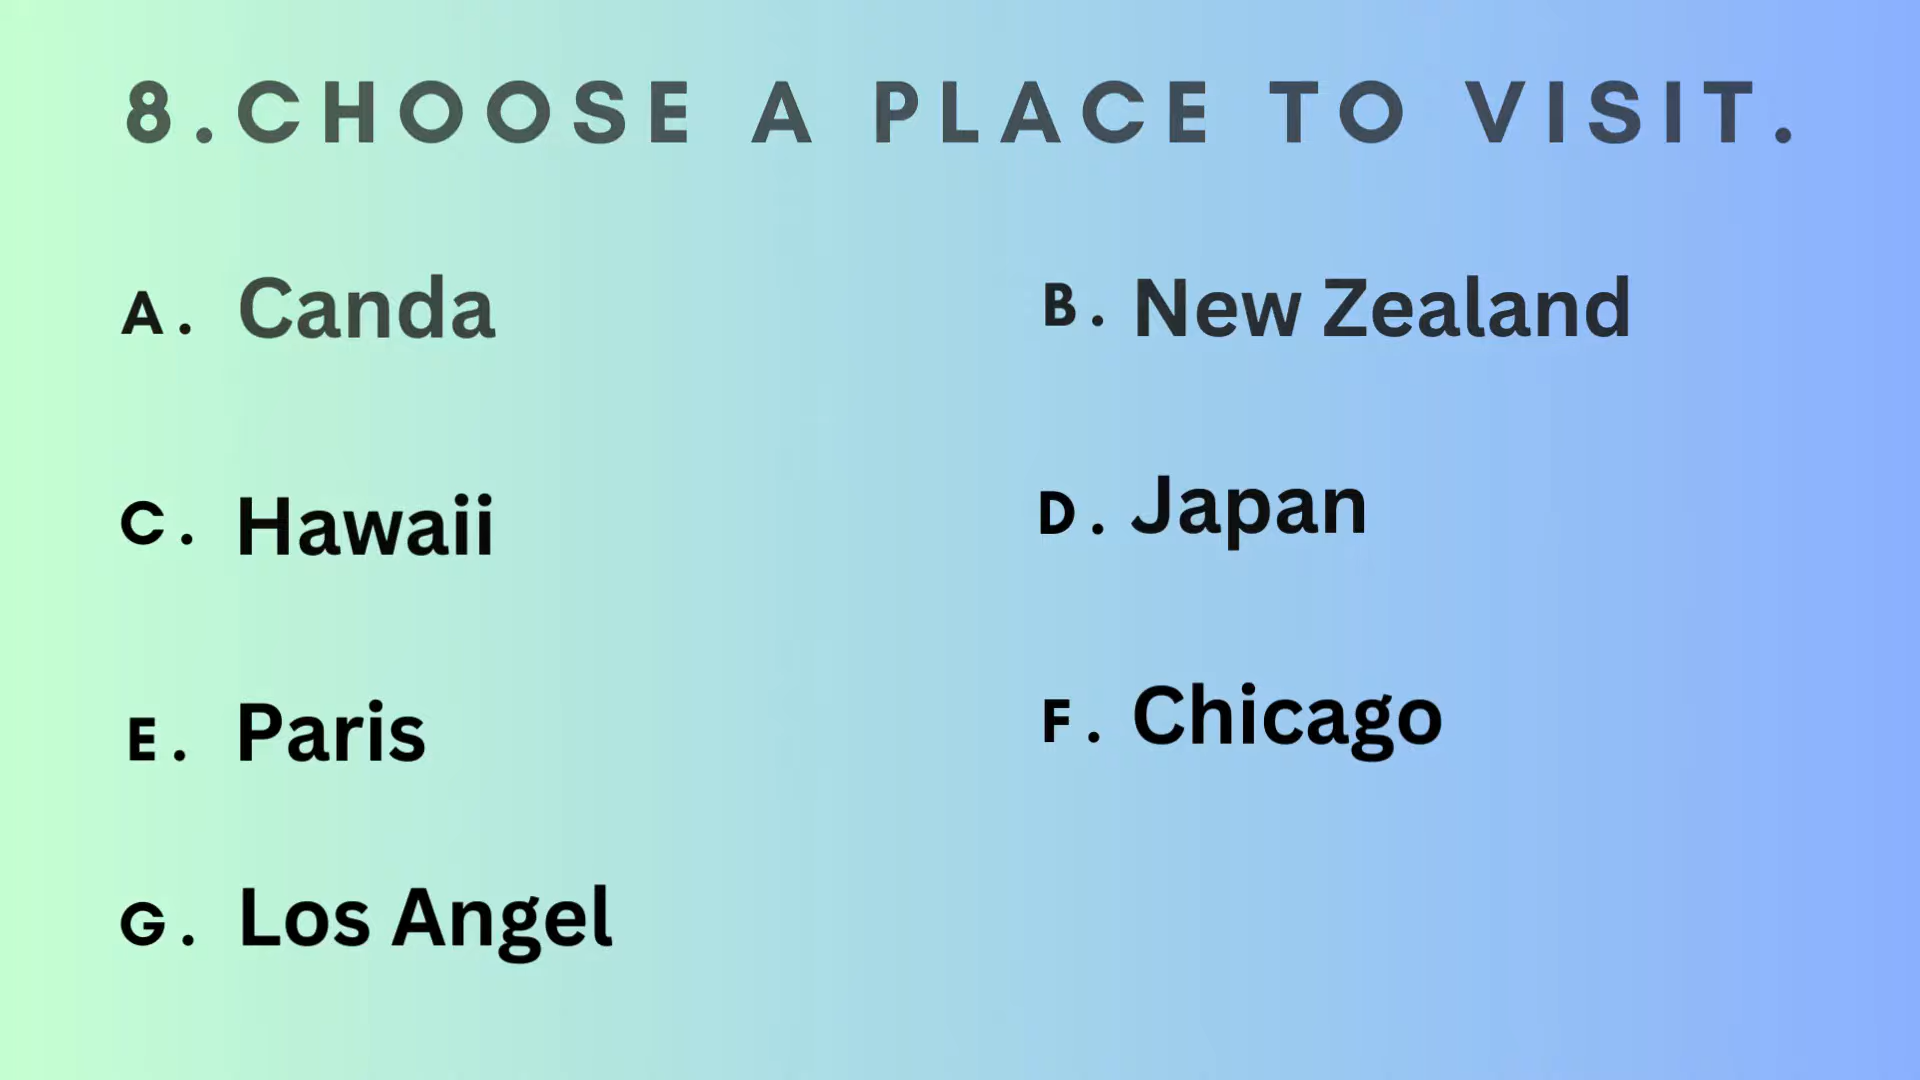 8.CHOOSE A PLACE TO VISIT.
A. Canda
B. New Zealand
C. Hawaii
D. Japan
E. Paris
F. Chicago
G. Los Angel